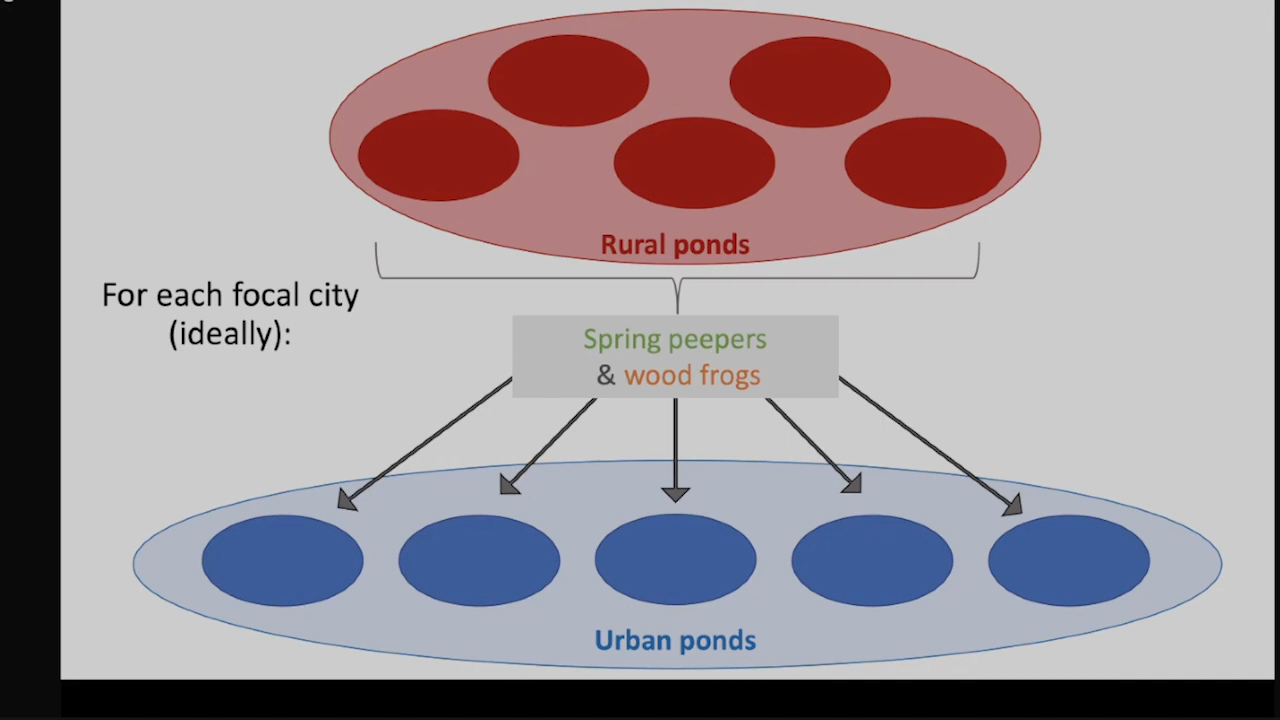 Rural ponds
For each focal city
(ideally):
Spring peepers
& wood frogs
Urban ponds